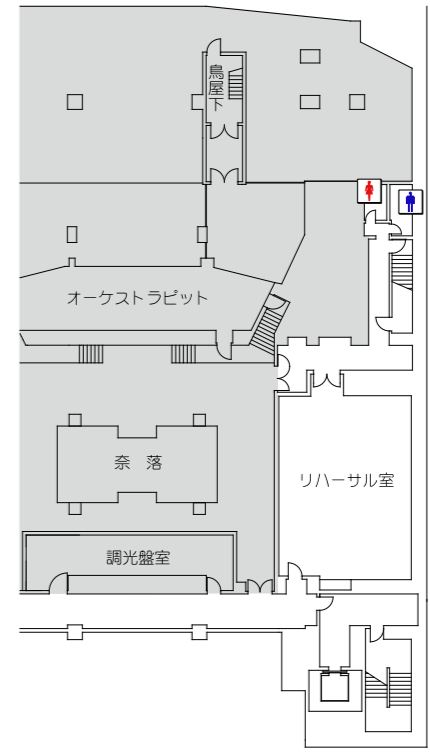 鳥屋下
オーケストラピット
奈 落
リハーサル室
調光盤室